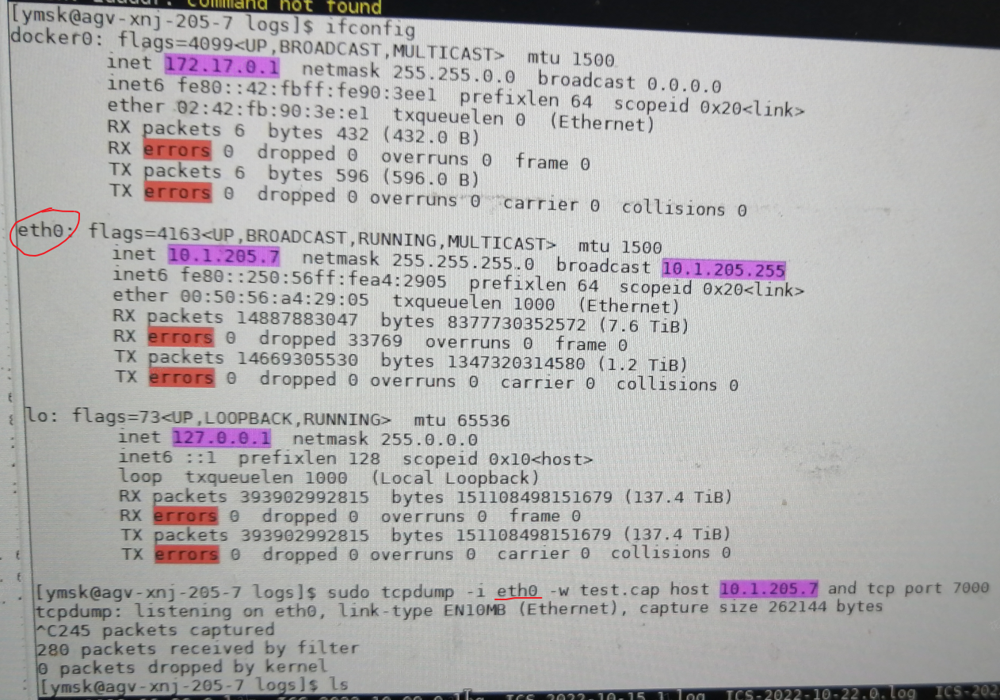 command not found
[ymsk@agv-xnj-205-7 logs]$ ifconfig
docker0: flags=4099<UP,BROADCAST,MULTICAST>  mtu 1500
inet 172.17.0.1  netmask 255.255.0.0  broadcast 0.0.0.0
inet6 fe80::42:fbff:fe90:3ee1  prefixlen 64  scopeid 0x20<link>
ether 02:42:fb:90:3e:e1  txqueuelen 0  (Ethernet)
RX packets 6  bytes 432 (432.0 B)
RX errors 0  dropped 0  overruns 0  frame 0
TX packets 6  bytes 596 (596.0 B)
TX errors 0  dropped 0 overruns 0  carrier 0  collisions 0
eth0: flags=4163<UP,BROADCAST,RUNNING,MULTICAST>  mtu 1500
inet 10.1.205.7  netmask 255.255.255.0  broadcast 10.1.205.255
inet6 fe80::250:56ff:fea4:2905  prefixlen 64  scopeid 0x20<link>
ether 00:50:56:a4:29:05  txqueuelen 1000  (Ethernet)
RX packets 14887883047  bytes 8377730352572 (7.6 TiB)
RX errors 0  dropped 33769  overruns 0  frame 0
TX packets 14669305530  bytes 1347320314580 (1.2 TiB)
TX errors 0  dropped 0 overruns 0  carrier 0  collisions 0
lo: flags=73<UP,LOOPBACK,RUNNING>  mtu 65536
inet 127.0.0.1  netmask 255.0.0.0
inet6 ::1  prefixlen 128  scopeid 0x10<host>
loop  txqueuelen 1000  (Local Loopback)
RX packets 393902992815  bytes 151108498151679 (137.4 TiB)
RX errors 0  dropped 0  overruns 0  frame 0
TX packets 393902992815  bytes 151108498151679 (137.4 TiB)
TX errors 0  dropped 0 overruns 0  carrier 0  collisions 0
[ymsk@agv-xnj-205-7 logs]$ sudo tcpdump -i eth0 -w test.cap host 10.1.205.7 and tcp port 7000
tcpdump: listening on eth0, link-type EN10MB (Ethernet), capture size 262144 bytes
^C245 packets captured
280 packets received by filter
0 packets dropped by kernel
[ymsk@agv-xnj-205-7 logs]$ ls
ICS-2022-10-22.0.log